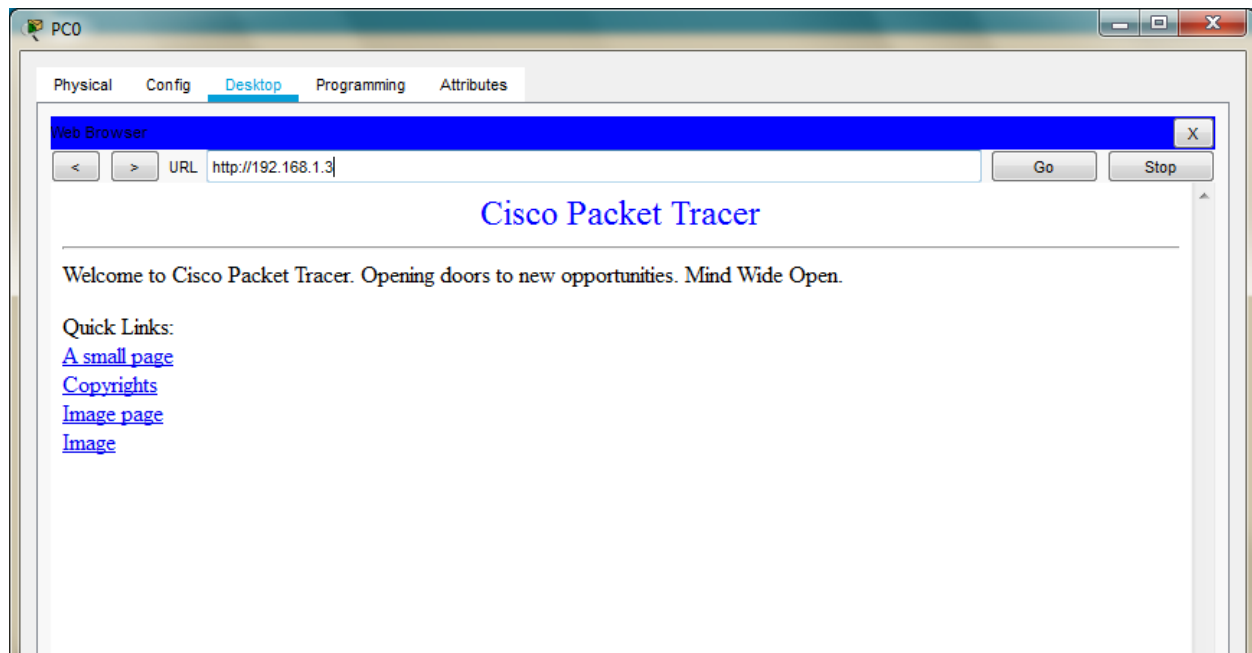 PC0
X
Physical Config Desktop Programming Attributes
Web Browser
X
< > URL http://192.168.1.3 Go Stop
Cisco Packet Tracer
Welcome to Cisco Packet Tracer. Opening doors to new opportunities. Mind Wide Open.
Quick Links:
A small page
Copyrights
Image page
Image